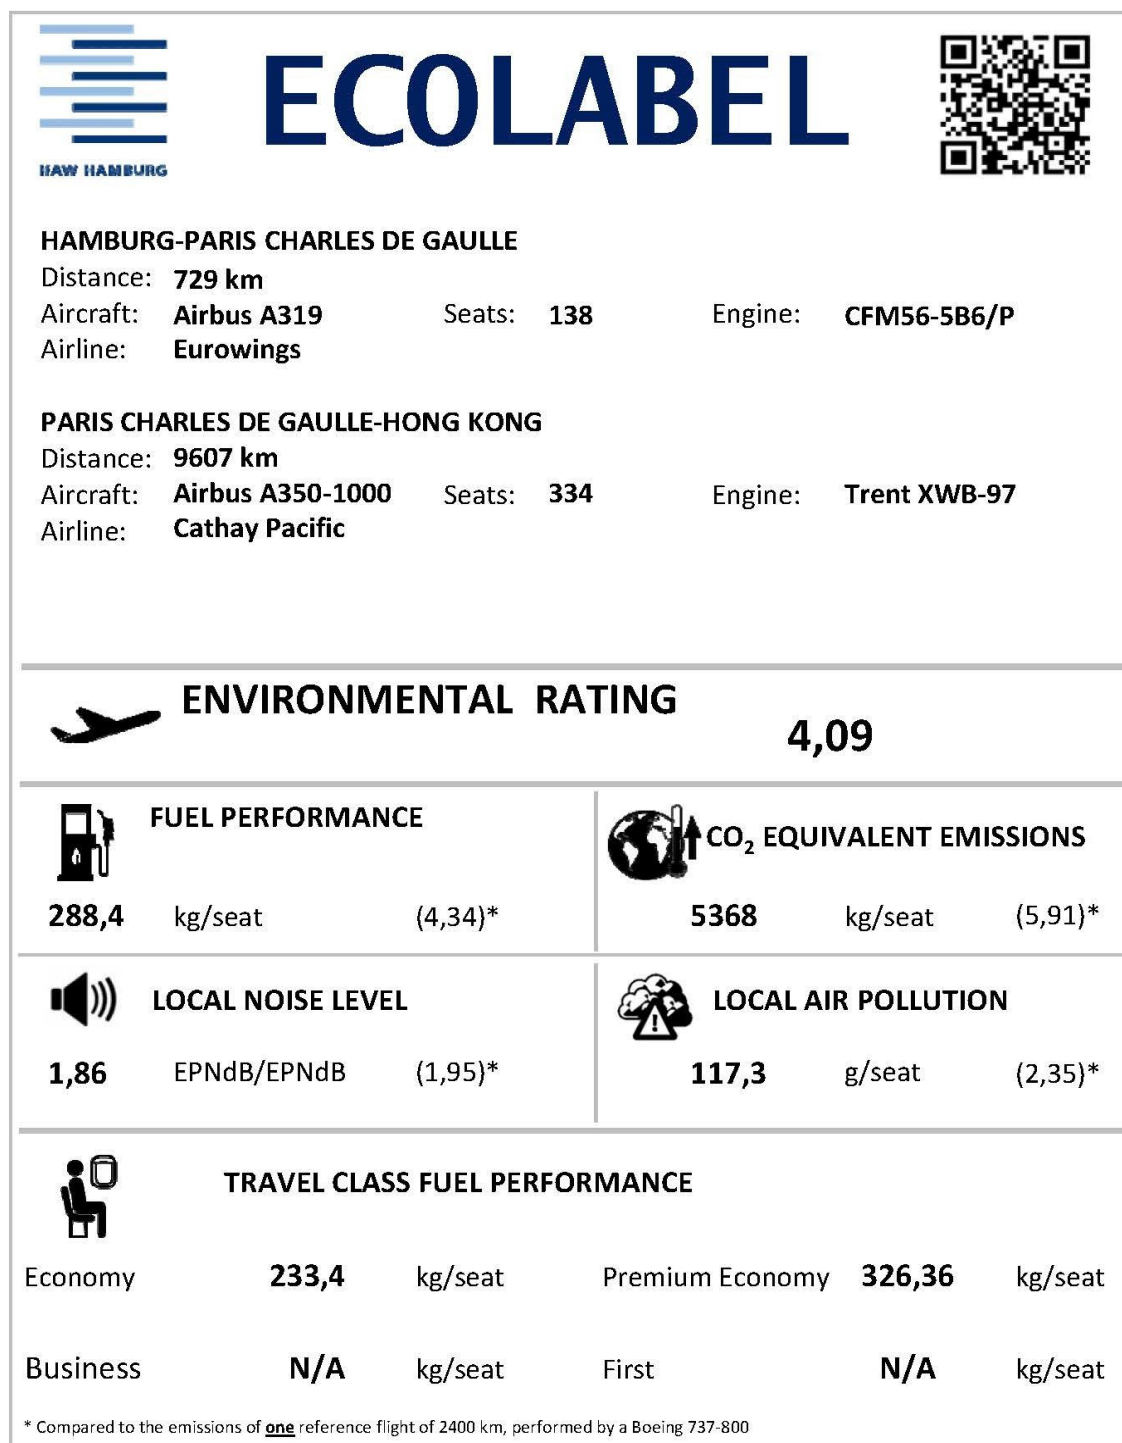 HAW HAMBURG
ECOLABEL
HAMBURG-PARIS CHARLES DE GAULLE
Distance: 729 km
Aircraft: Airbus A319 Seats: 138 Engine: CFM56-5B6/P
Airline: Eurowings
PARIS CHARLES DE GAULLE-HONG KONG
Distance: 9607 km
Aircraft: Airbus A350-1000 Seats: 334 Engine: Trent XWB-97
Airline: Cathay Pacific
ENVIRONMENTAL RATING
4,09
FUEL PERFORMANCE
288,4 kg/seat (4,34)*
CO₂ EQUIVALENT EMISSIONS
5368 kg/seat (5,91)*
LOCAL NOISE LEVEL
1,86 EPNdB/EPNdB (1,95)*
LOCAL AIR POLLUTION
117,3 g/seat (2,35)*
TRAVEL CLASS FUEL PERFORMANCE
Economy 233,4 kg/seat Premium Economy 326,36 kg/seat
Business N/A kg/seat First N/A kg/seat
* Compared to the emissions of one reference flight of 2400 km, performed by a Boeing 737-800